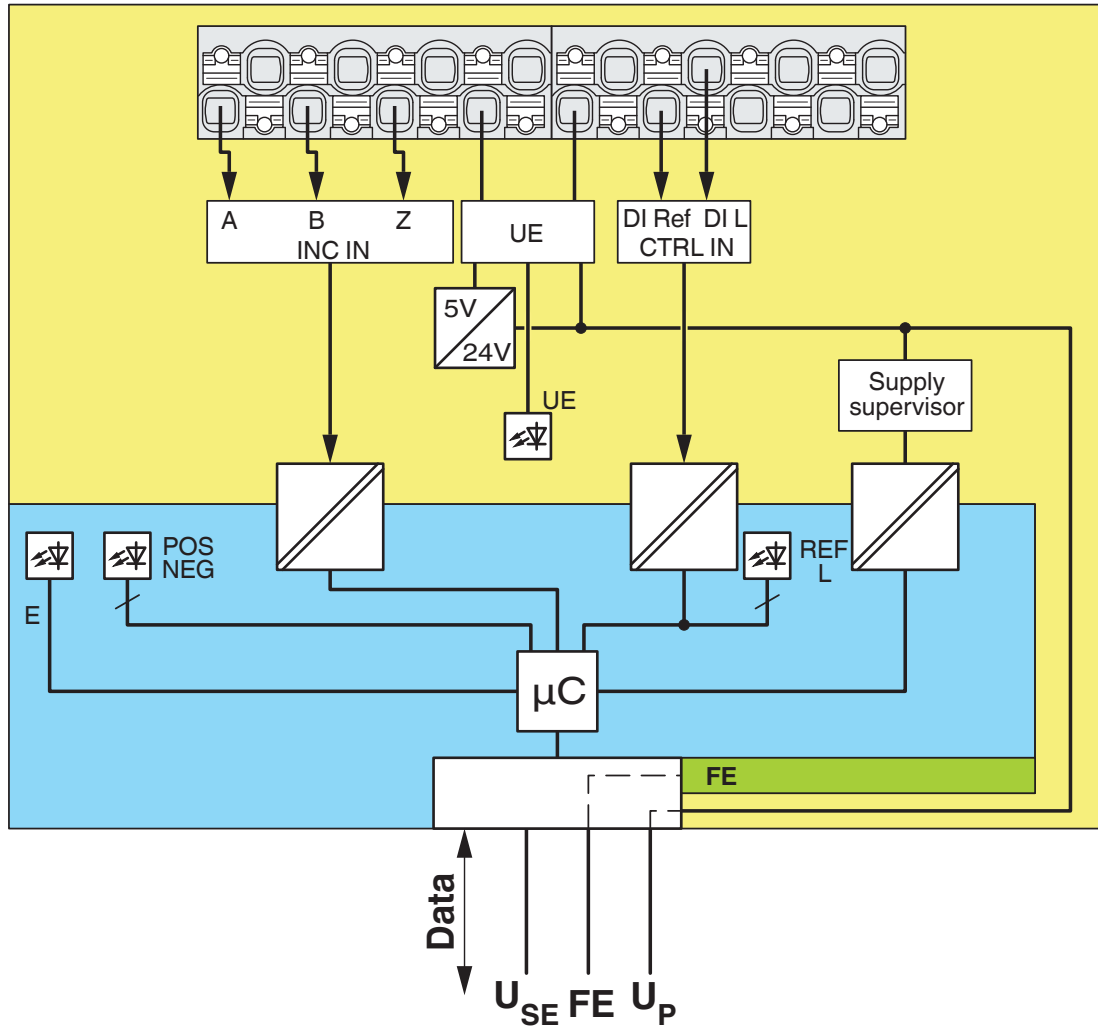 A B Z
INC IN
UE
DI Ref DI L
CTRL IN
5V
24V
UE
Supply
supervisor
POS
NEG
E
REF
L
µC
FE
Data
USE FE UP